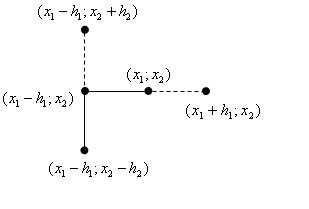 (x₁ − h₁; x₂ + h₂)
(x₁; x₂)
(x₁ − h₁; x₂)
(x₁ + h₁; x₂)
(x₁ − h₁; x₂ − h₂)